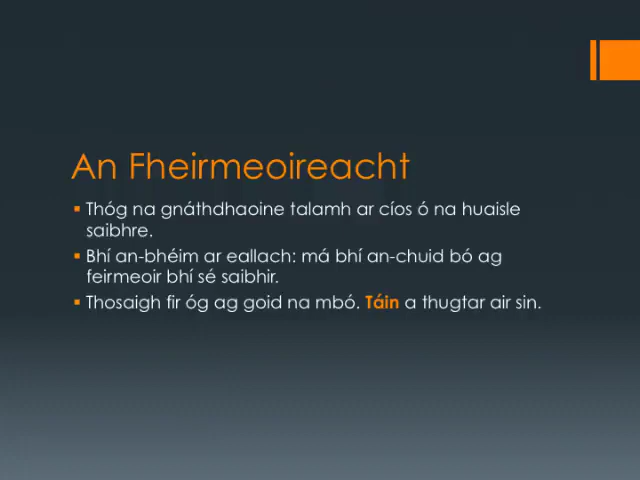 An Fheirmeoireacht
Thóg na gnáthdhaoine talamh ar cíos ó na huaisle
saibhre.
Bhí an-bhéim ar eallach: má bhí an-chuid bó ag
feirmeoir bhí sé saibhir.
Thosaigh fir óg ag goid na mbó. Táin a thugtar air sin.